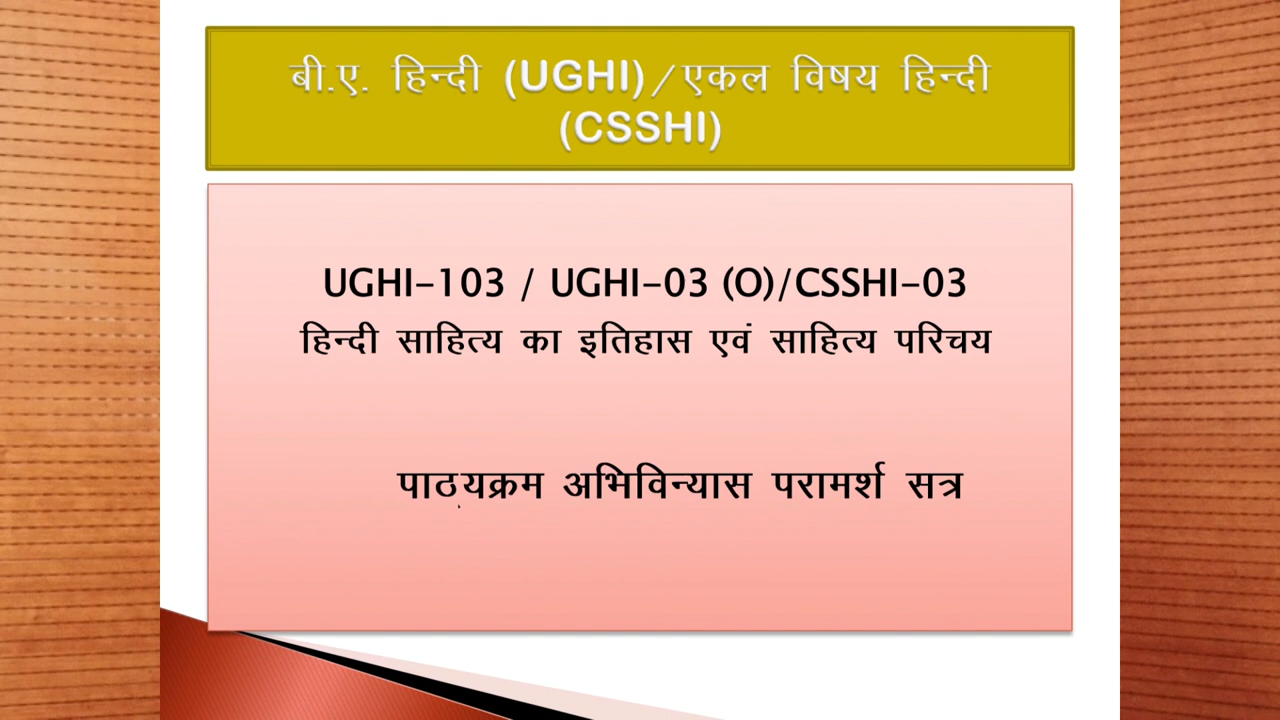 बी.ए. हिन्दी (UGHI)/एकल विषय हिन्दी
(CSSHI)
UGHI-103 / UGHI-03 (O)/CSSHI-03
हिन्दी साहित्य का इतिहास एवं साहित्य परिचय
पाठ्यक्रम अभिविन्यास परामर्श सत्र